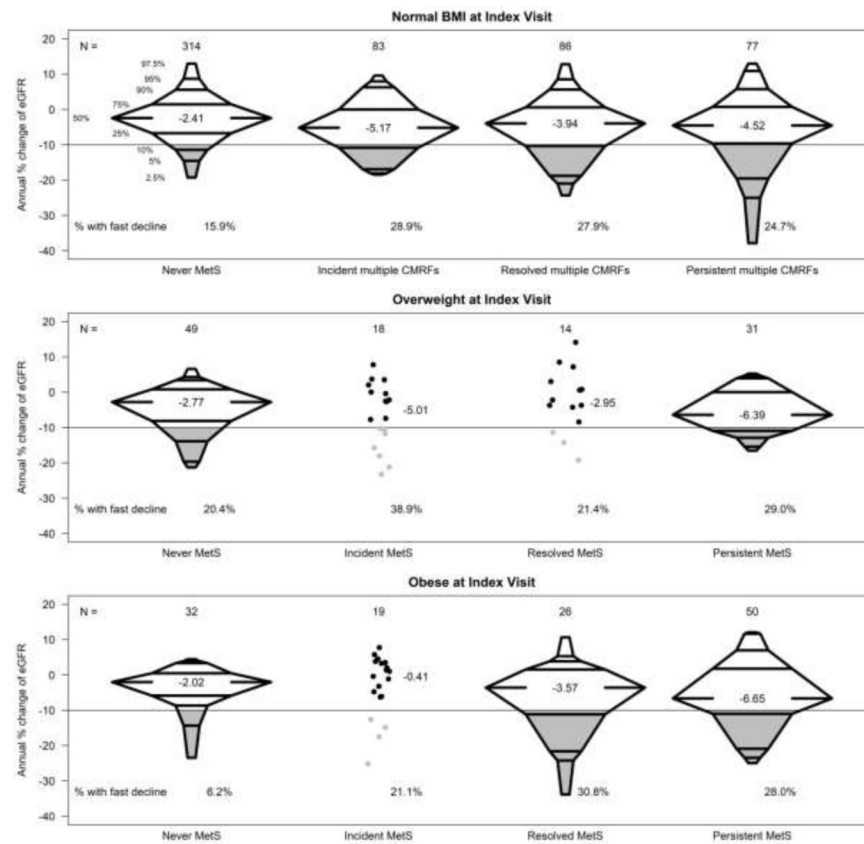 Normal BMI at Index Visit
Annual % change of eGFR
20
10
0
-10
-20
-30
-40
N = 314 83 86 77
97.5%
95%
90%
75%
50%
25%
10%
5%
2.5%
-2.41 -5.17 -3.94 -4.52
% with fast decline 15.9% 28.9% 27.9% 24.7%
Never MetS Incident multiple CMRFs Resolved multiple CMRFs Persistent multiple CMRFs
Overweight at Index Visit
Annual % change of eGFR
20
10
0
-10
-20
-30
-40
N = 49 18 14 31
-2.77 -5.01 -2.95 -6.39
% with fast decline 20.4% 38.9% 21.4% 29.0%
Never MetS Incident MetS Resolved MetS Persistent MetS
Obese at Index Visit
Annual % change of eGFR
20
10
0
-10
-20
-30
-40
N = 32 19 26 50
-2.02 -0.41 -3.57 -6.65
% with fast decline 6.2% 21.1% 30.8% 28.0%
Never MetS Incident MetS Resolved MetS Persistent MetS